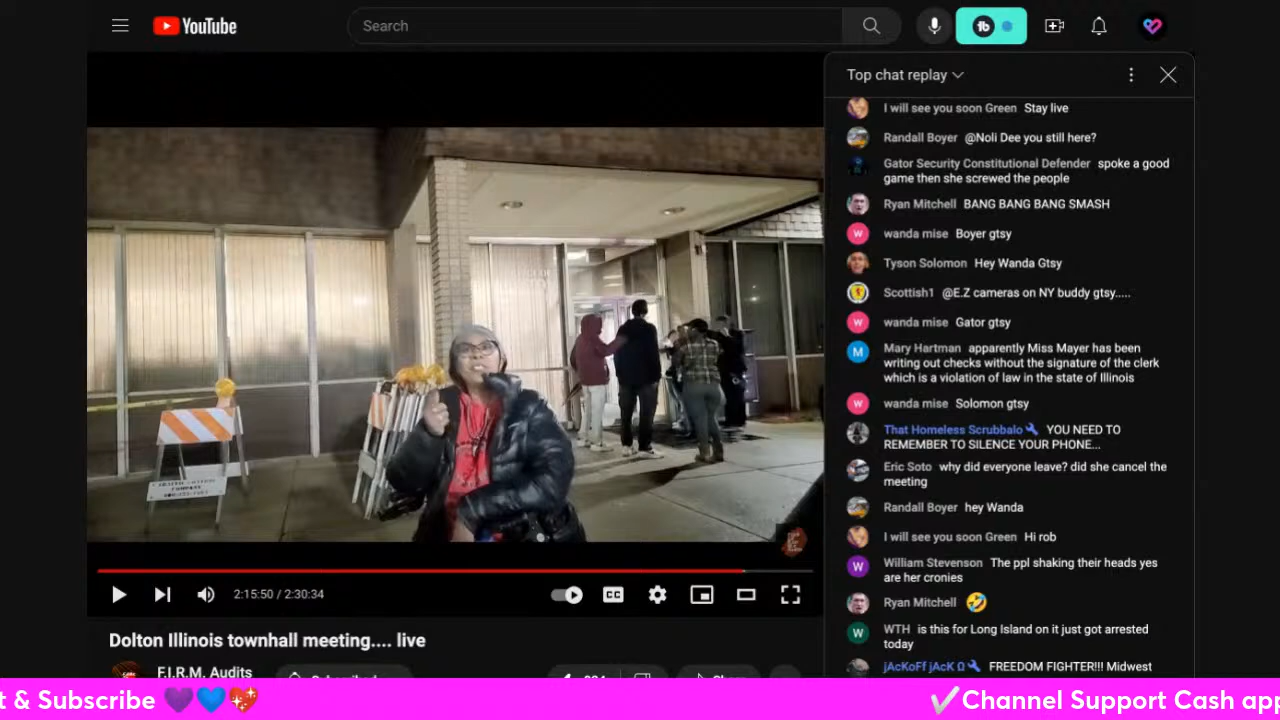 YouTube
Search
Top chat replay
I will see you soon Green Stay live
Randall Boyer @Noli Dee you still here?
Gator Security Constitutional Defender spoke a good
game then she screwed the people
Ryan Mitchell BANG BANG BANG SMASH
wanda mise Boyer gtsy
Tyson Solomon Hey Wanda Gtsy
Scottish1 @E.Z cameras on NY buddy gtsy.....
wanda mise Gator gtsy
Mary Hartman apparently Miss Mayer has been
writing out checks without the signature of the clerk
which is a violation of law in the state of Illinois
wanda mise Solomon gtsy
That Homeless Scrubbalo YOU NEED TO
REMEMBER TO SILENCE YOUR PHONE...
Eric Soto why did everyone leave? did she cancel the
meeting
Randall Boyer hey Wanda
I will see you soon Green Hi rob
William Stevenson The ppl shaking their heads yes
are her cronies
Ryan Mitchell 🤣
WTH is this for Long Island on it just got arrested
today
jAcKoFf jAcK Ω FREEDOM FIGHTER!!! Midwest
2:15:50 / 2:30:34
CC
Dolton Illinois townhall meeting.... live
F.I.R.M. Audits
t & Subscribe 💜💙💖
✔️Channel Support Cash app